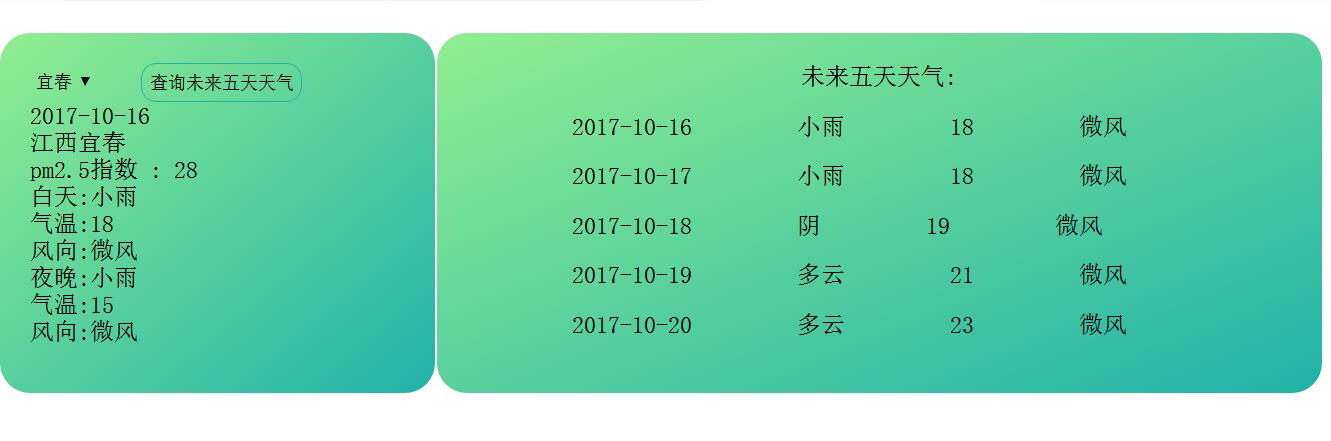 宜春 ▼ 查询未来五天天气
2017-10-16
江西宜春
pm2.5指数 : 28
白天:小雨
气温:18
风向:微风
夜晚:小雨
气温:15
风向:微风
未来五天天气:
2017-10-16 小雨 18 微风
2017-10-17 小雨 18 微风
2017-10-18 阴 19 微风
2017-10-19 多云 21 微风
2017-10-20 多云 23 微风